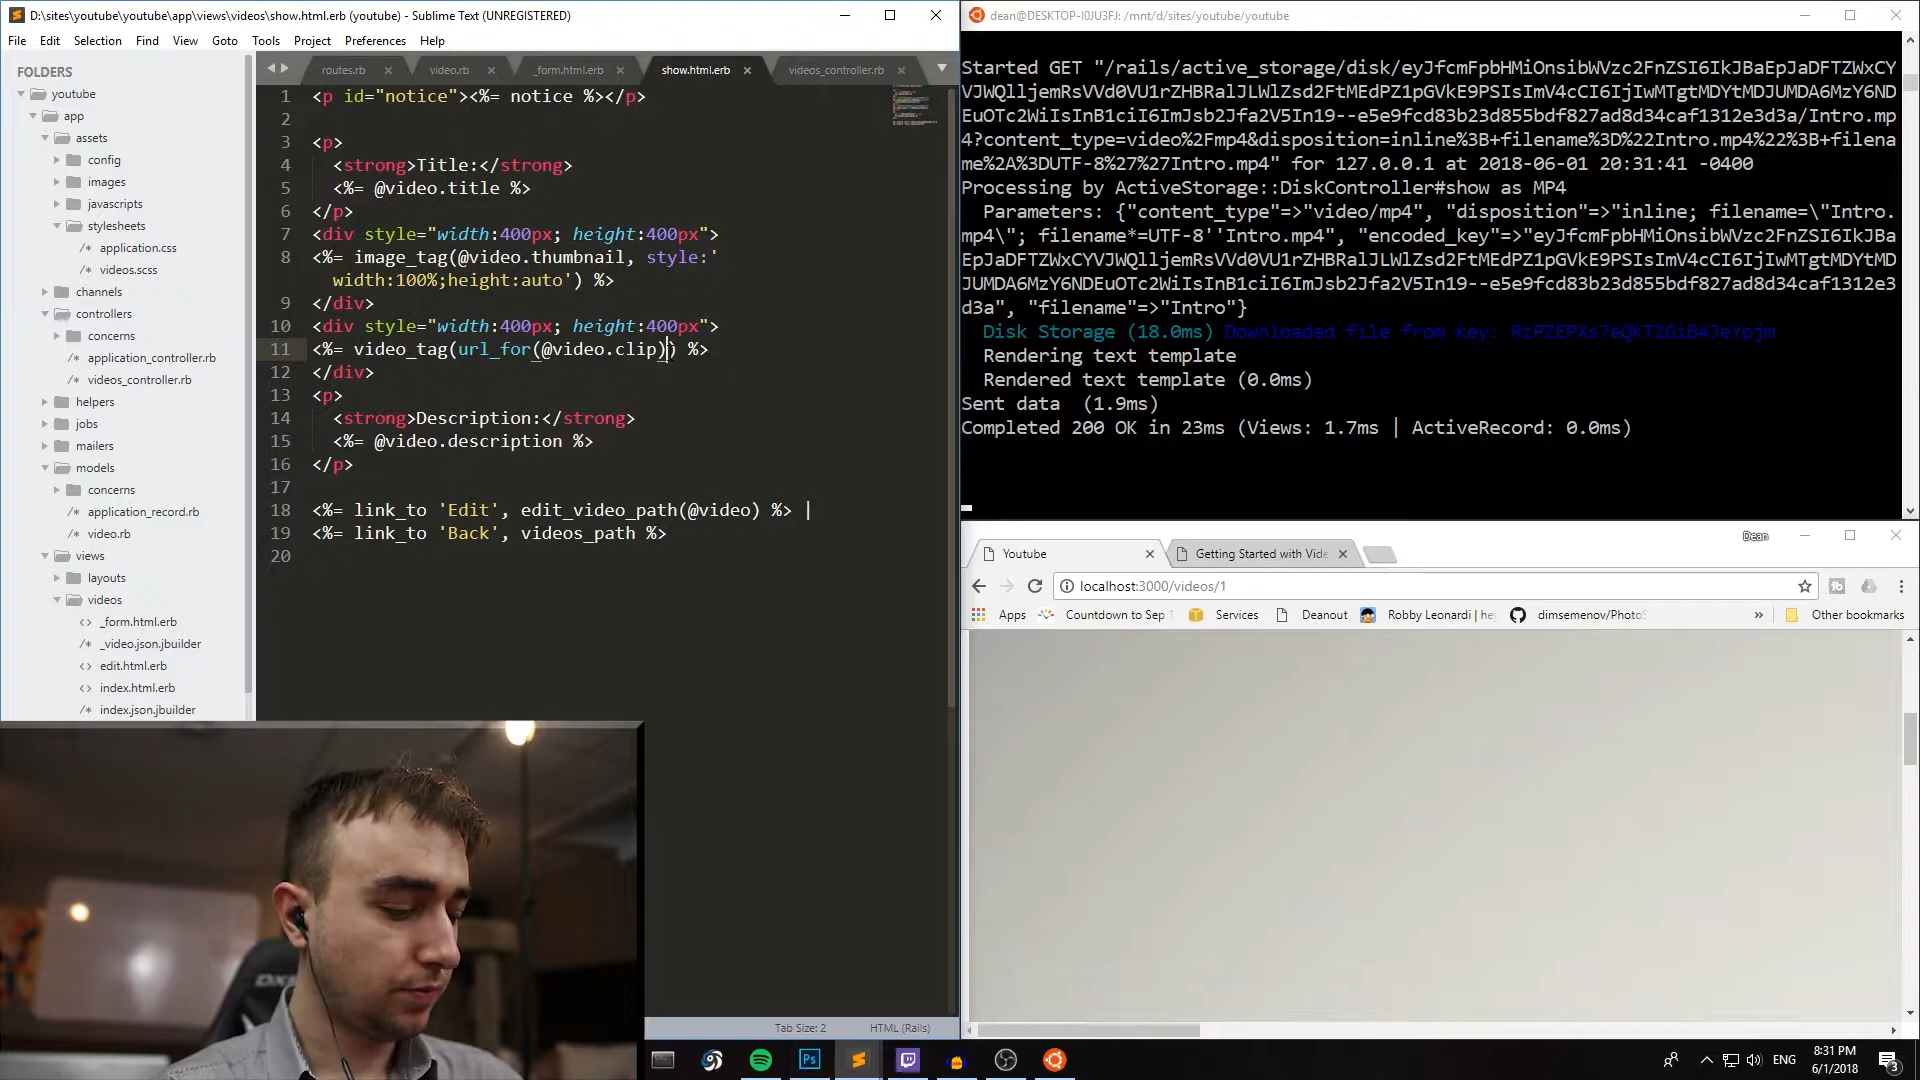 D:\sites\youtube\youtube\app\views\videos\show.html.erb (youtube) - Sublime Text (UNREGISTERED)
File Edit Selection Find View Goto Tools Project Preferences Help
FOLDERS
youtube
app
assets
config
images
javascripts
stylesheets
/* application.css
/* videos.scss
channels
controllers
concerns
application_controller.rb
videos_controller.rb
helpers
jobs
mailers
models
concerns
application_record.rb
video.rb
views
layouts
videos
<> _form.html.erb
/* _video.json.jbuilder
<> edit.html.erb
<> index.html.erb
/* index.json.jbuilder
routes.rb video.rb _form.html.erb show.html.erb videos_controller.rb
1 <p id="notice"><%= notice %></p>
2
3 <p>
4 <strong>Title:</strong>
5 <%= @video.title %>
6 </p>
7 <div style="width:400px; height:400px">
8 <%= image_tag(@video.thumbnail, style:'
width:100%;height:auto') %>
9 </div>
10 <div style="width:400px; height:400px">
11 <%= video_tag(url_for(@video.clip)) %>
12 </div>
13 <p>
14 <strong>Description:</strong>
15 <%= @video.description %>
16 </p>
17
18 <%= link_to 'Edit', edit_video_path(@video) %> |
19 <%= link_to 'Back', videos_path %>
20
Tab Size: 2 HTML (Rails)
dean@DESKTOP-I0JU3FJ: /mnt/d/sites/youtube/youtube
Started GET "/rails/active_storage/disk/
4?content_type=video%2Fmp4&disposition=inline%3B+filename%3D%22Intro.mp4%22%3B+filena
me%2A%3DUTF-8%27%27Intro.mp4" for 127.0.0.1 at 2018-06-01 20:31:41 -0400
Processing by ActiveStorage::DiskController#show as MP4
Parameters: {"content_type"=>"video/mp4", "disposition"=>"inline; filename=\"Intro.
mp4\"; filename*=UTF-8''Intro.mp4", "encoded_key"=>
d3a", "filename"=>"Intro"}
Disk Storage (18.0ms) Downloaded file from key:
Rendering text template
Rendered text template (0.0ms)
Sent data (1.9ms)
Completed 200 OK in 23ms (Views: 1.7ms | ActiveRecord: 0.0ms)
Dean
Youtube Getting Started with Vide
localhost:3000/videos/1
Apps Countdown to Sep Services Deanout Robby Leonardi | he dimsemenov/Photo » Other bookmarks
DX
Ps
ENG
8:31 PM
6/1/2018
3